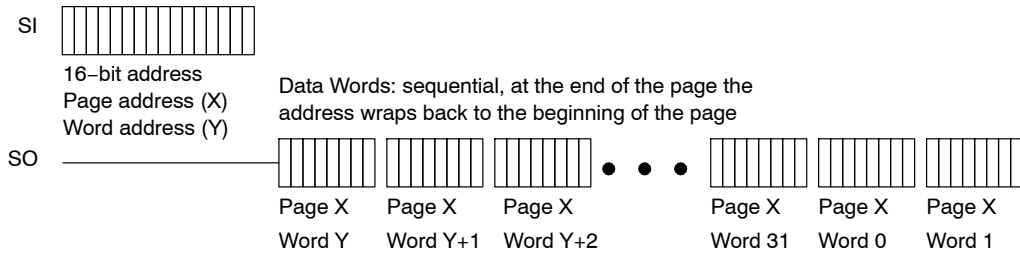 SI
16−bit address
Page address (X)
Word address (Y)
Data Words: sequential, at the end of the page the
address wraps back to the beginning of the page
SO
Page X Page X Page X Page X Page X Page X
Word Y Word Y+1 Word Y+2 Word 31 Word 0 Word 1